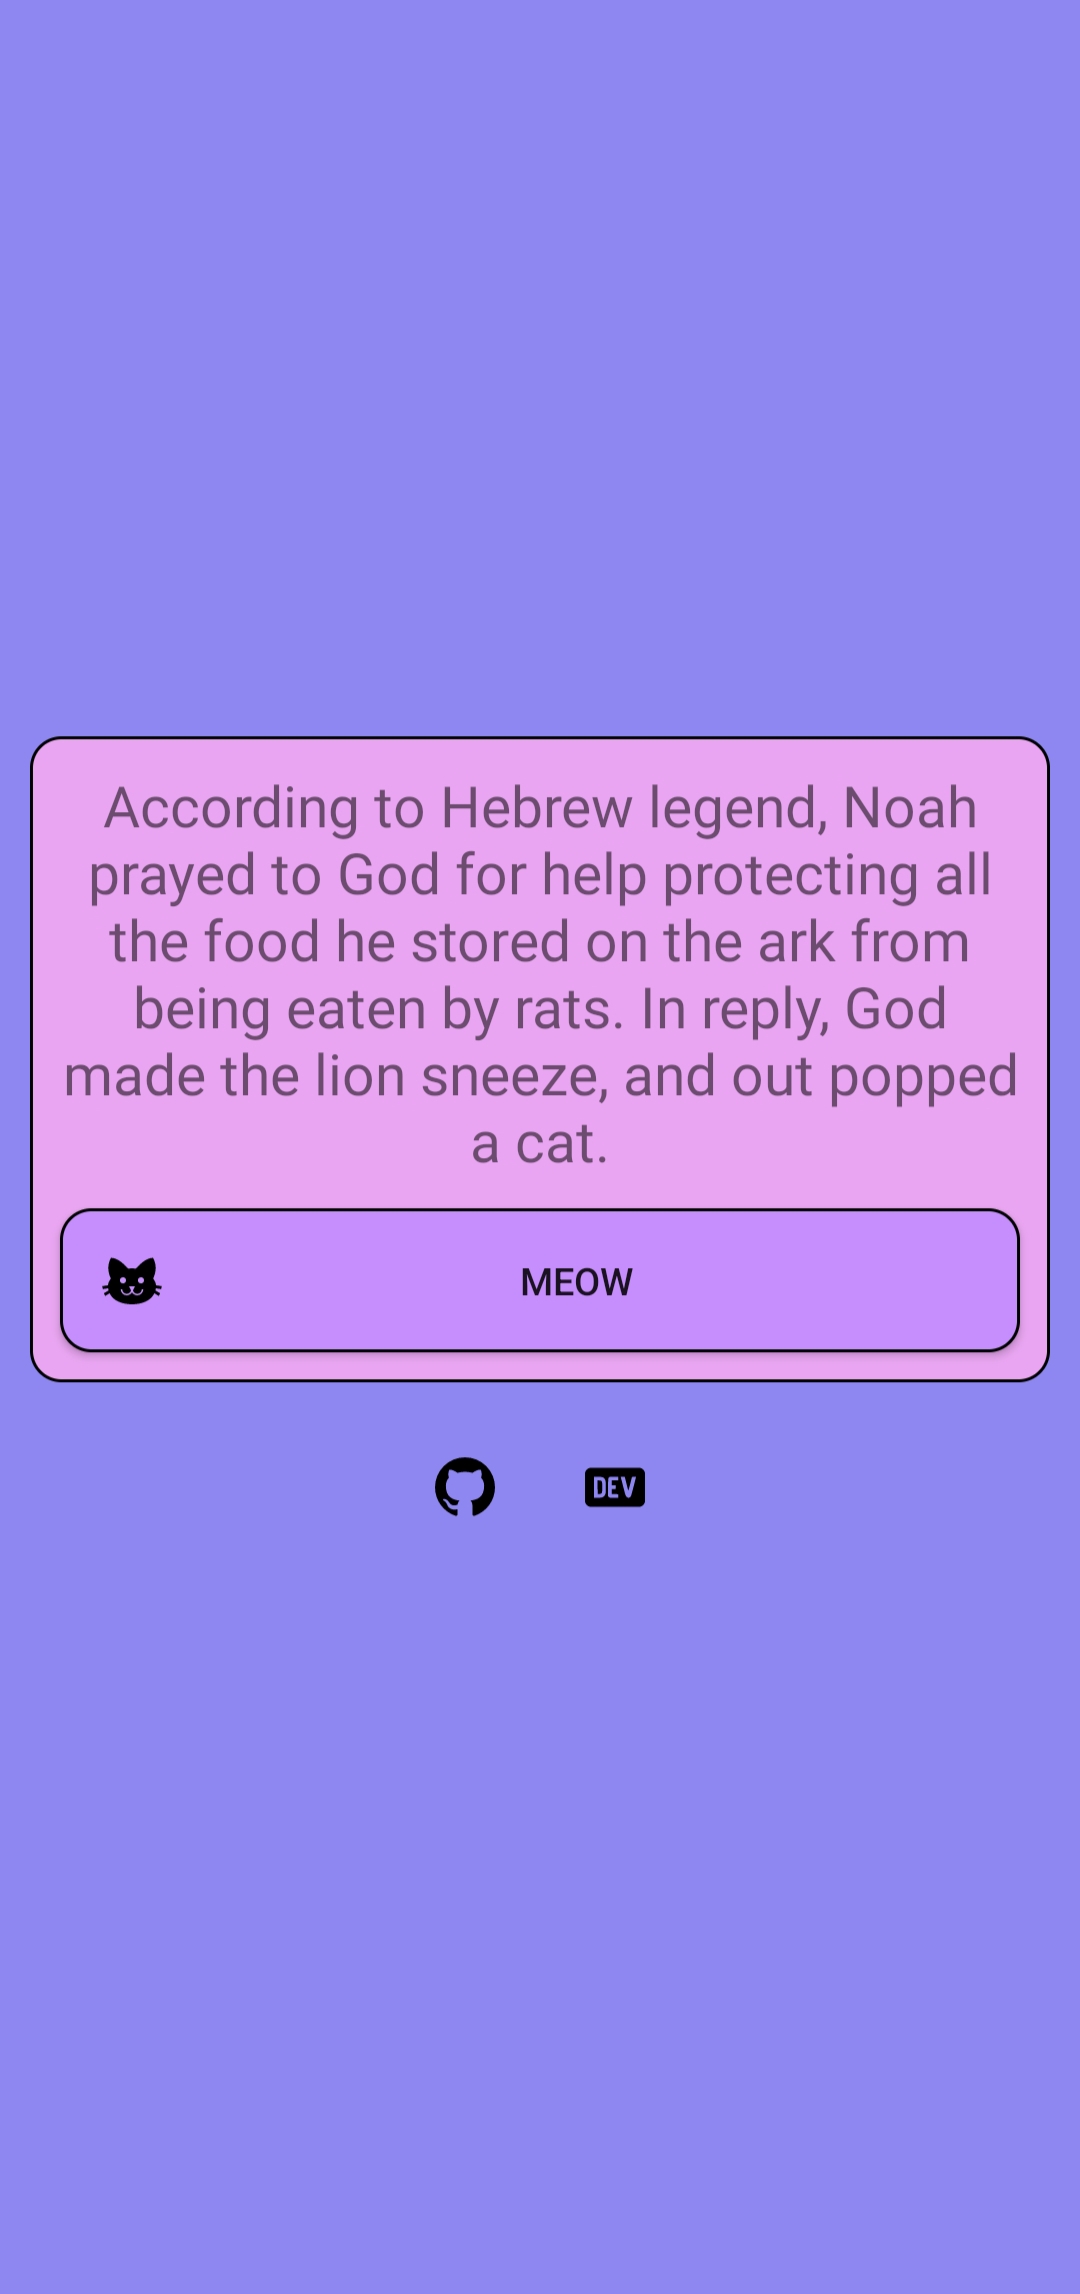 According to Hebrew legend, Noah
prayed to God for help protecting all
the food he stored on the ark from
being eaten by rats. In reply, God
made the lion sneeze, and out popped
a cat.
MEOW
DEV